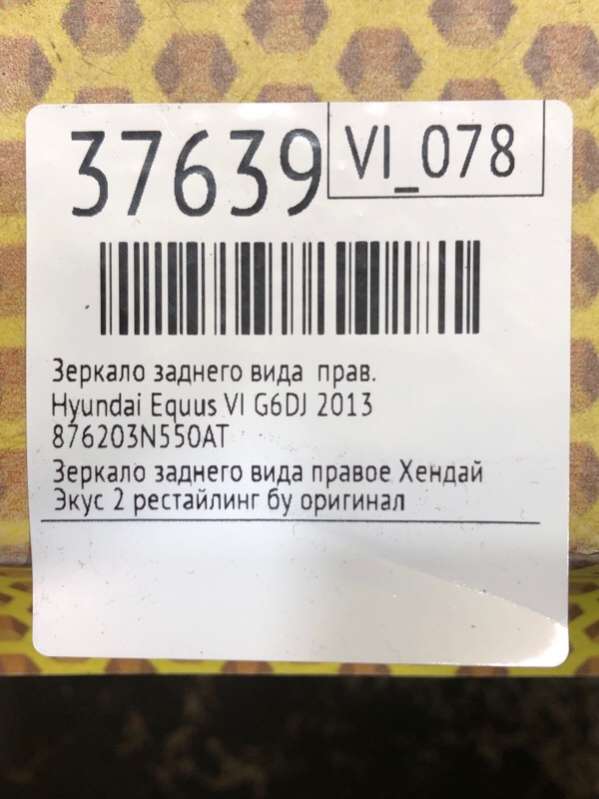 37639
VI_078
Зеркало заднего вида прав.
Hyundai Equus VI G6DJ 2013
876203N550AT
Зеркало заднего вида правое Хендай
Экус 2 рестайлинг бу оригинал